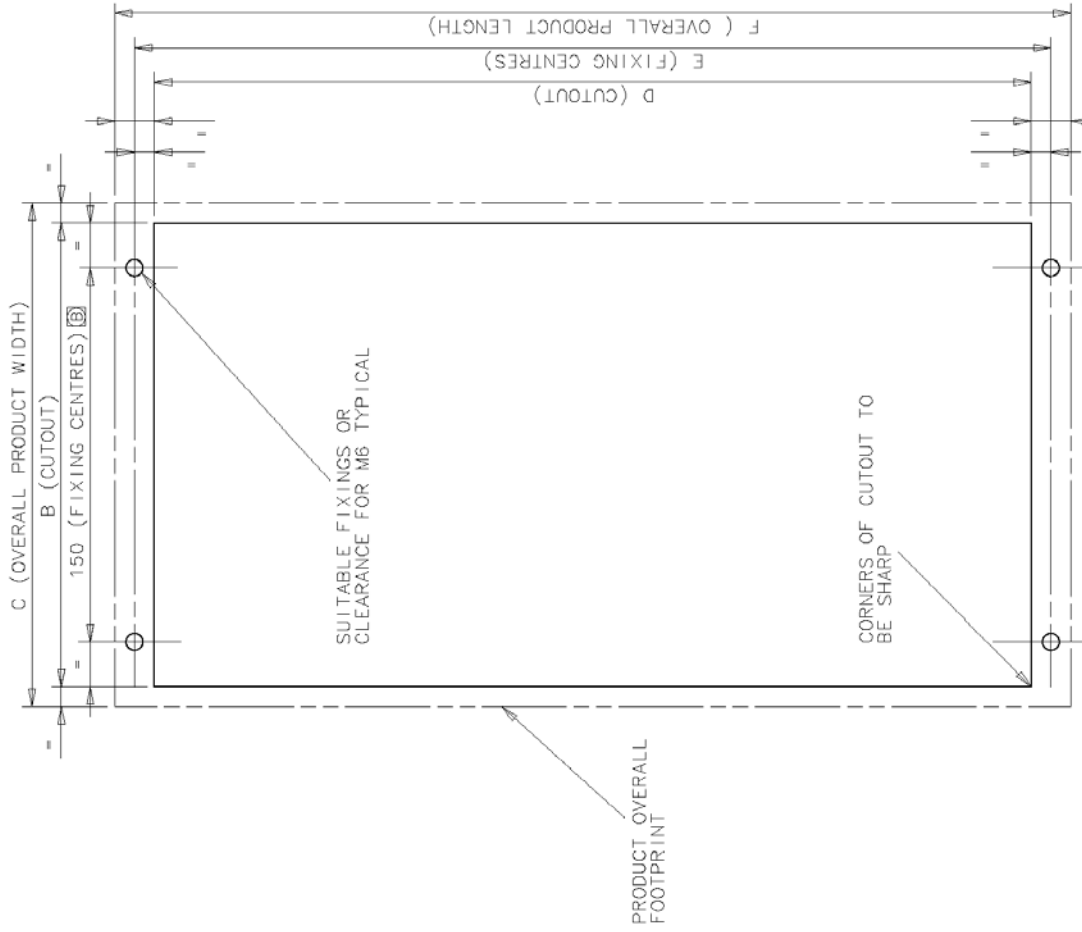 F ( OVERALL PRODUCT LENGTH)
E (FIXING CENTRES)
D (CUTOUT)
=
=
=
=
=
=
=
=
C (OVERALL PRODUCT WIDTH)
B (CUTOUT)
150 (FIXING CENTRES) B
SUITABLE FIXINGS OR
CLEARANCE FOR M6 TYPICAL
CORNERS OF CUTOUT TO
BE SHARP
PRODUCT OVERALL
FOOTPRINT